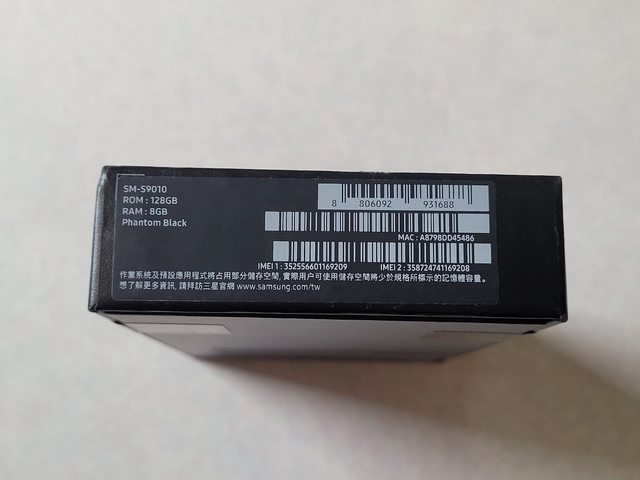 SM-S9010
ROM : 128GB
RAM : 8GB
Phantom Black
8 806092 931688
MAC : A8798DD45486
IMEI 1 : 352556601169209 IMEI 2 : 358724741169208
作業系統及預設應用程式將占用部分儲存空間, 實際用戶可使用儲存空間將少於規格所標示的記憶體容量。
想了解更多資訊, 請拜訪三星官網 www.samsung.com/tw